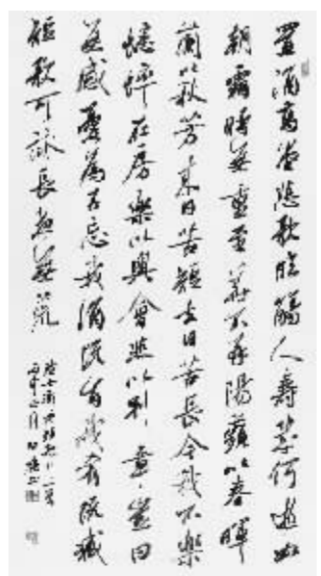 置酒高堂悲歌臨觴人壽幾何逝如
朝霜時無重至華不再陽蘋以春暉
蘭以秋芳來日苦短去日苦長今我不樂
蟋蟀在房樂以興會悲以別章豈曰
無感憂為子忘我酒既旨我肴既臧
短歌可詠長夜無荒
陸士衡